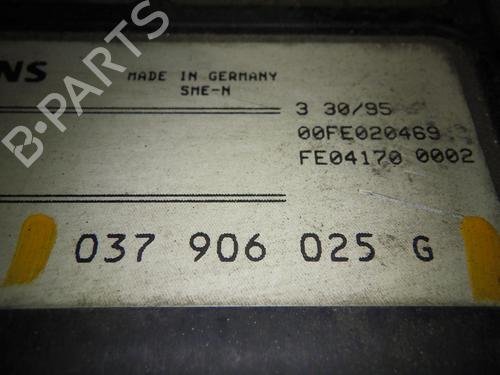 NS
MADE IN GERMANY
SME-N
3 30/95
00FE020469
FE04170 0002
037 906 025 G
B-PARTS